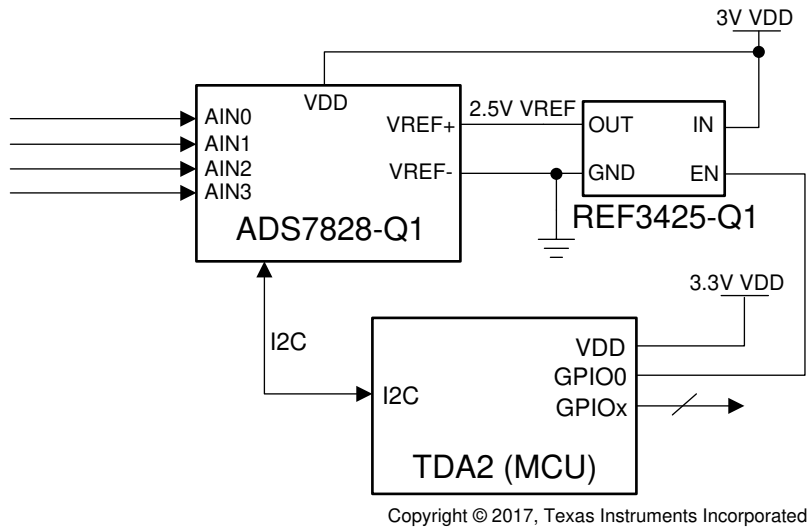 3V VDD
VDD
AIN0
AIN1
AIN2
AIN3
VREF+
VREF-
ADS7828-Q1
2.5V VREF
OUT
IN
GND
EN
REF3425-Q1
3.3V VDD
I2C
I2C
VDD
GPIO0
GPIOx
TDA2 (MCU)
Copyright © 2017, Texas Instruments Incorporated